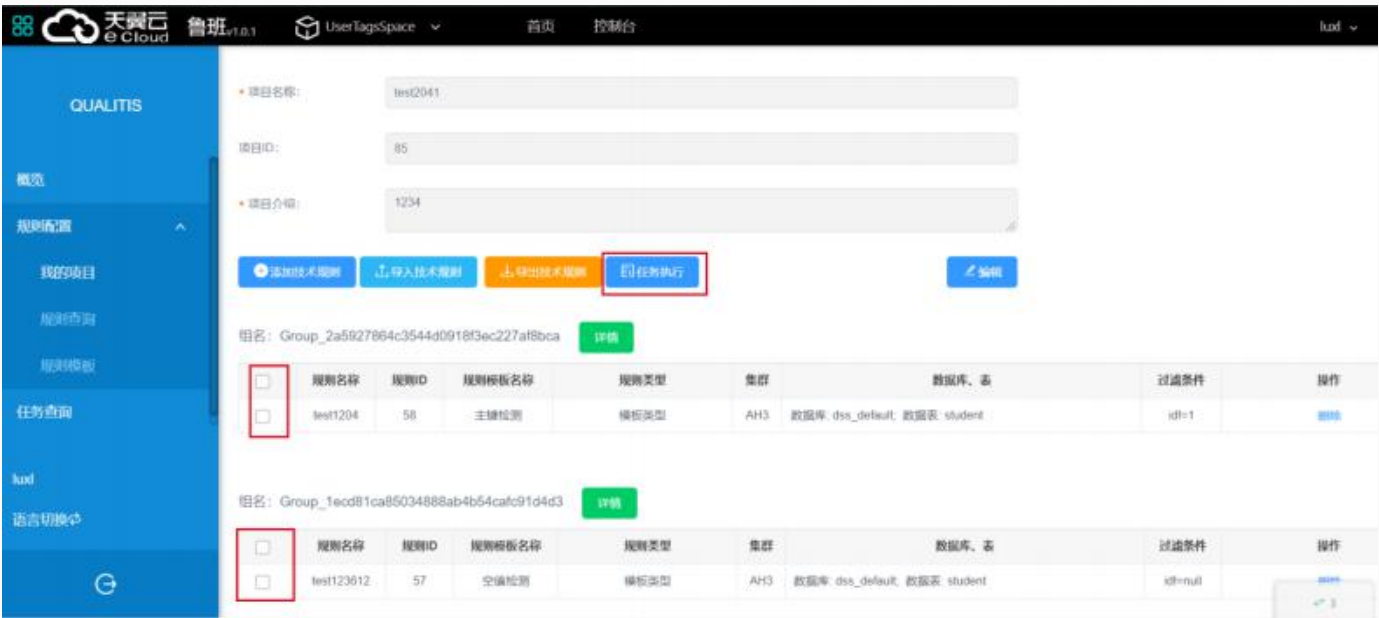 天翼云 e Cloud 鲁班v1.0.1 UserTagsSpace 首页 控制台 luxl
QUALITIS
概览
规则配置
我的项目
规则查询
规则模板
任务查询
luxl
语言切换
* 项目名称: test2041
项目ID: 85
* 项目介绍: 1234
添加技术规则 导入技术规则 导出技术规则 任务执行 编辑
组名: Group_2a5927864c3544d0918f3ec227af8bca 详情
规则名称 规则ID 规则模板名称 规则类型 集群 数据库、表 过滤条件 操作
test1204 58 主键检测 模板类型 AH3 数据库: dss_default; 数据表: student 删除
组名: Group_1ecd81ca85034888ab4b54cafc91d4d3 详情
规则名称 规则ID 规则模板名称 规则类型 集群 数据库、表 过滤条件 操作
test123612 57 空值检测 模板类型 AH3 数据库: dss_default; 数据表: student